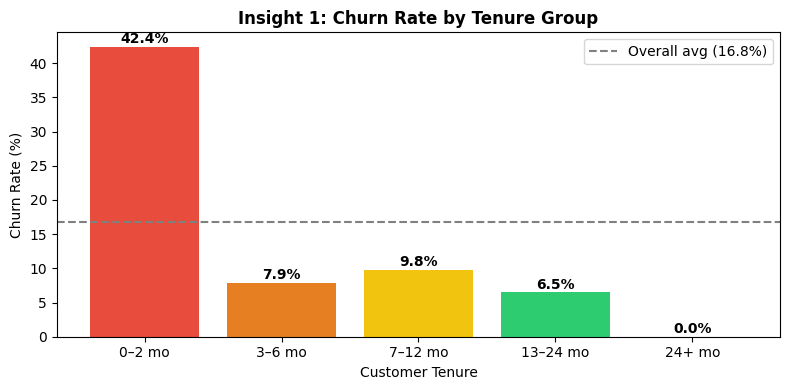 Insight 1: Churn Rate by Tenure Group
Overall avg (16.8%)
Churn Rate (%)
40
35
30
25
20
15
10
5
0
42.4%
7.9%
9.8%
6.5%
0.0%
0–2 mo
3–6 mo
7–12 mo
13–24 mo
24+ mo
Customer Tenure